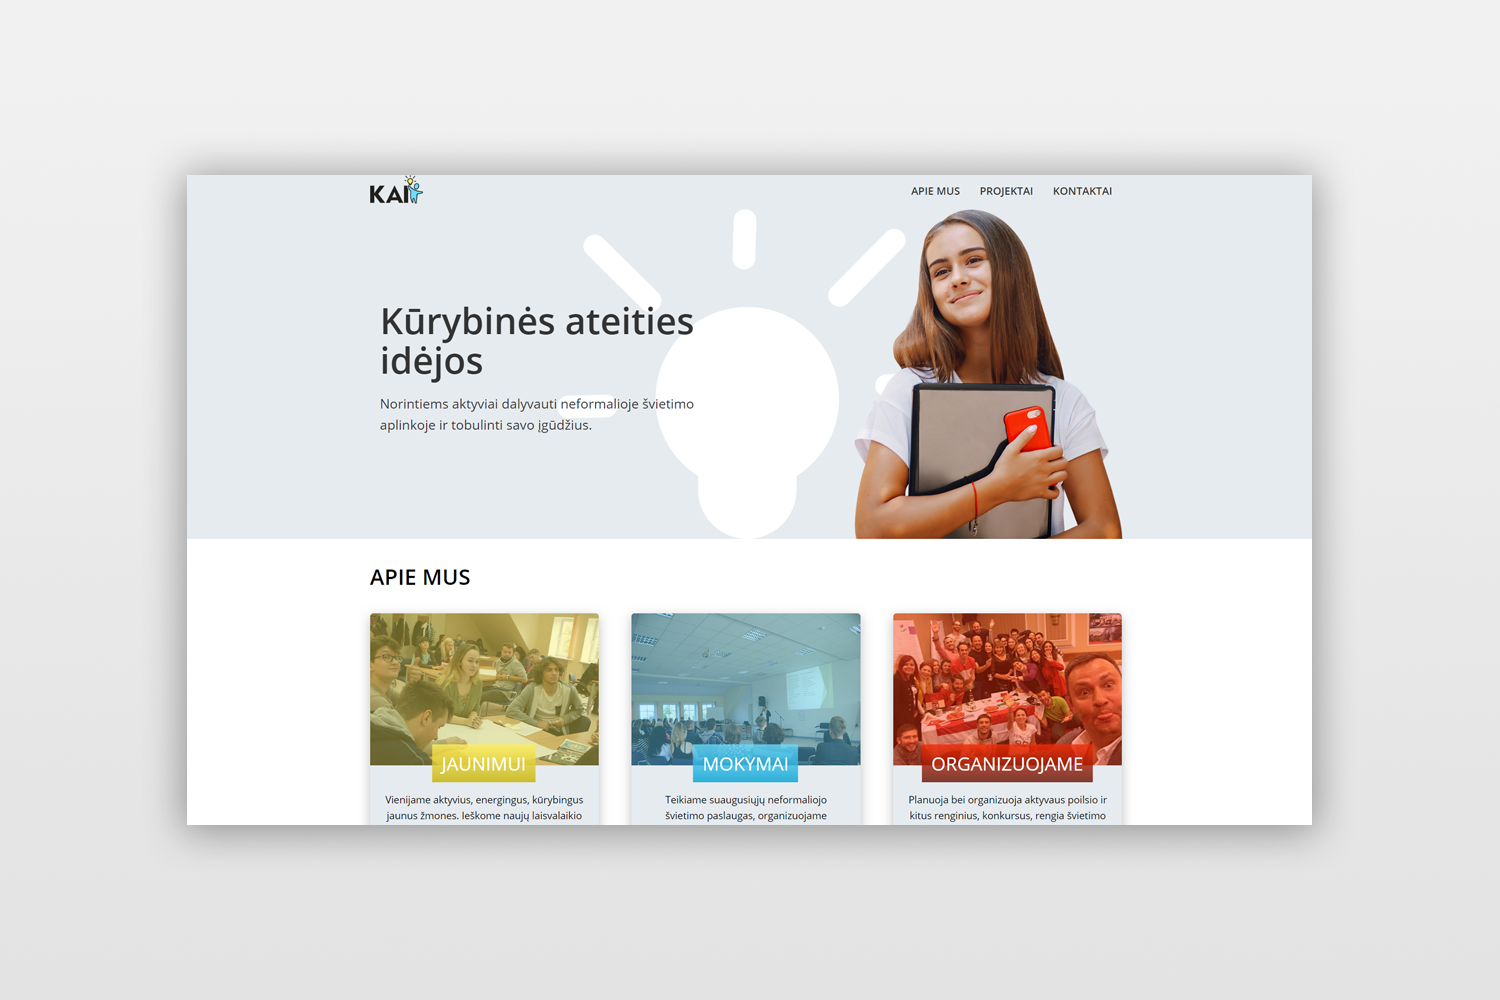 KAI
APIE MUS PROJEKTAI KONTAKTAI
Kūrybinės ateities
idėjos
Norintiems aktyviai dalyvauti neformalioje švietimo
aplinkoje ir tobulinti savo įgūdžius.
APIE MUS
JAUNIMUI
Vienijame aktyvius, energingus, kūrybingus
jaunus žmones. Ieškome naujų laisvalaikio
MOKYMAI
Teikiame suaugusiųjų neformaliojo
švietimo paslaugas, organizuojame
ORGANIZUOJAME
Planuoja bei organizuoja aktyvaus poilsio ir
kitus renginius, konkursus, rengia švietimo